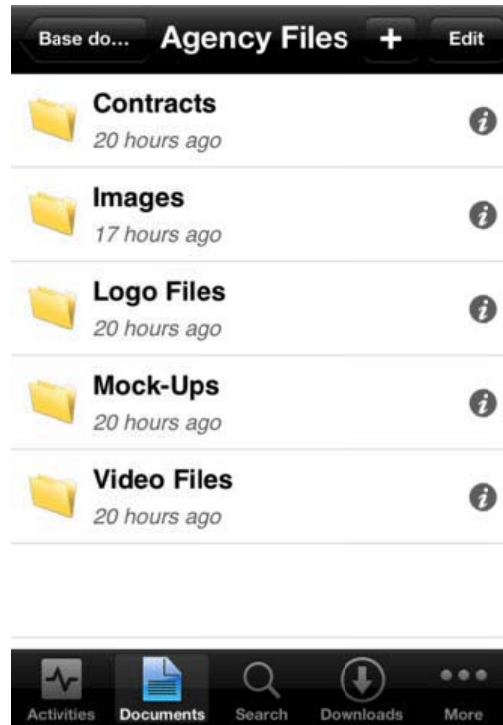 Base do... Agency Files + Edit
Contracts
20 hours ago
Images
17 hours ago
Logo Files
20 hours ago
Mock-Ups
20 hours ago
Video Files
20 hours ago
Activities Documents Search Downloads More